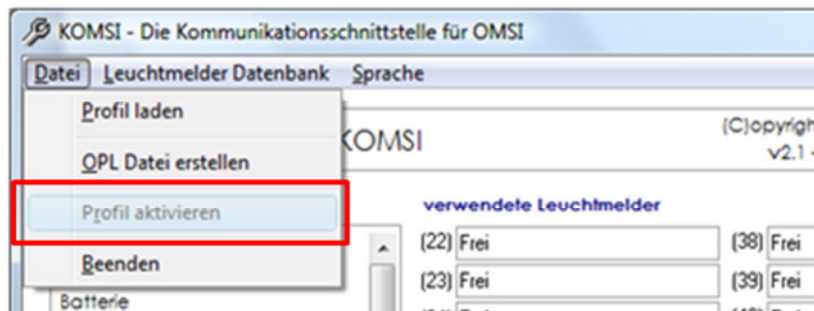 KOMSI - Die Kommunikationsschnittstelle für OMSI
Datei Leuchtmelder Datenbank Sprache
Profil laden
KOMSI
(C)opyrigh
v2.1
OPL Datei erstellen
Profil aktivieren
verwendete Leuchtmelder
(22) Frei (38) Frei
Beenden
(23) Frei (39) Frei
Batterie